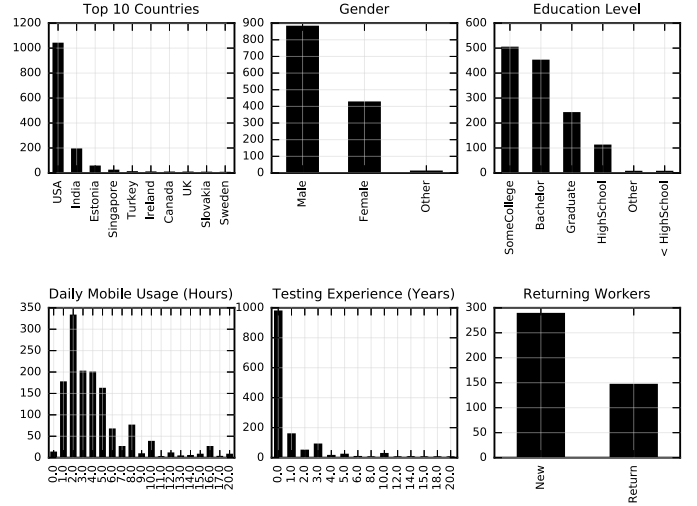 Top 10 Countries
1200
1000
800
600
400
200
0
USA
India
Estonia
Singapore
Turkey
Ireland
Canada
UK
Slovakia
Sweden
Gender
900
800
700
600
500
400
300
200
100
0
Male
Female
Other
Education Level
600
500
400
300
200
100
0
SomeCollege
Bachelor
Graduate
HighSchool
Other
< HighSchool
Daily Mobile Usage (Hours)
350
300
250
200
150
100
50
0
0.0
1.0
2.0
3.0
4.0
5.0
6.0
7.0
8.0
9.0
10.0
11.0
12.0
13.0
14.0
15.0
16.0
17.0
20.0
Testing Experience (Years)
1000
800
600
400
200
0
0.0
1.0
2.0
3.0
4.0
5.0
6.0
7.0
8.0
10.0
11.0
12.0
15.0
18.0
20.0
Returning Workers
300
250
200
150
100
50
0
New
Return